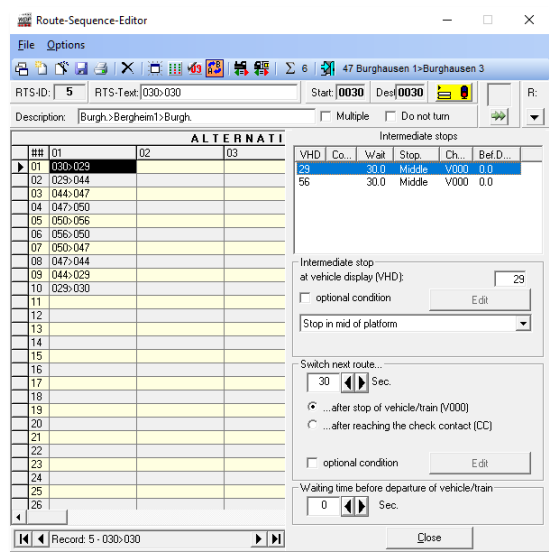 Route-Sequence-Editor
File Options
Σ 6 47 Burghausen 1>Burghausen 3
RTS-ID: 5 RTS-Text: 030>030 Start: 0030 Des 0030 R:
Description: Burgh.>Bergheim1>Burgh. Multiple Do not turn
ALTERNATI
## 01 02 03
01 030>029
02 029>044
03 044>047
04 047>050
05 050>056
06 056>050
07 050>047
08 047>044
09 044>029
10 029>030
11
12
13
14
15
16
17
18
19
20
21
22
23
24
25
26
Record: 5 - 030>030
Intermediate stops
VHD Co... Wait Stop. Ch... Bef.D...
29 30.0 Middle V000 0.0
56 30.0 Middle V000 0.0
Intermediate stop
at vehicle display (VHD): 29
optional condition Edit
Stop in mid of platform
Switch next route...
30 Sec.
...after stop of vehicle/train (V000)
...after reaching the check contact (CC)
optional condition Edit
Waiting time before departure of vehicle/train
0 Sec.
Close